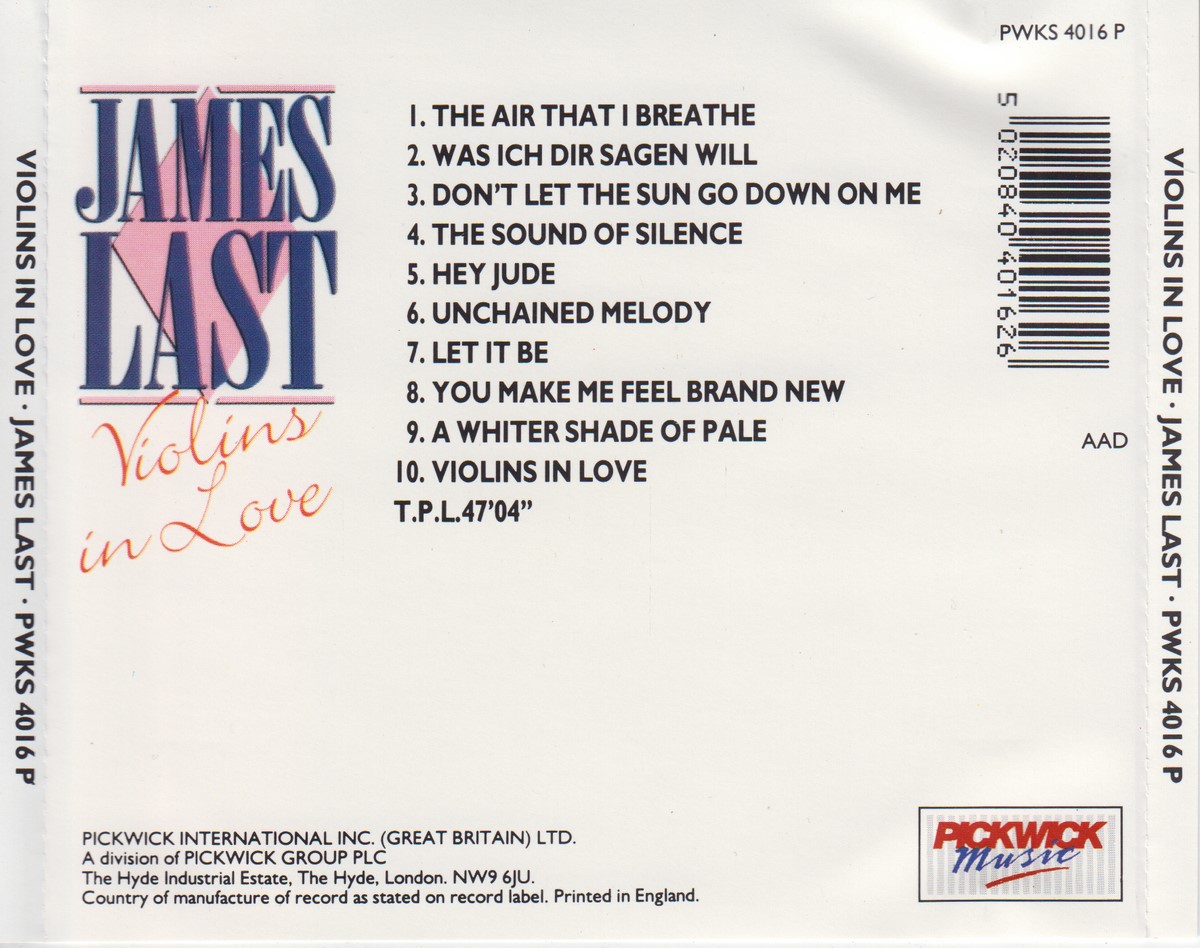 PWKS 4016 P
JAMES
LAST
Violins
in Love
1. THE AIR THAT I BREATHE
2. WAS ICH DIR SAGEN WILL
3. DON'T LET THE SUN GO DOWN ON ME
4. THE SOUND OF SILENCE
5. HEY JUDE
6. UNCHAINED MELODY
7. LET IT BE
8. YOU MAKE ME FEEL BRAND NEW
9. A WHITER SHADE OF PALE
10. VIOLINS IN LOVE
T.P.L.47'04”
5 020840 401626
AAD
VIOLINS IN LOVE · JAMES LAST · PWKS 4016 P
VIOLINS IN LOVE · JAMES LAST · PWKS 4016 P
PICKWICK INTERNATIONAL INC. (GREAT BRITAIN) LTD.
A division of PICKWICK GROUP PLC
The Hyde Industrial Estate, The Hyde, London. NW9 6JU.
Country of manufacture of record as stated on record label. Printed in England.
PICKWICK
Music